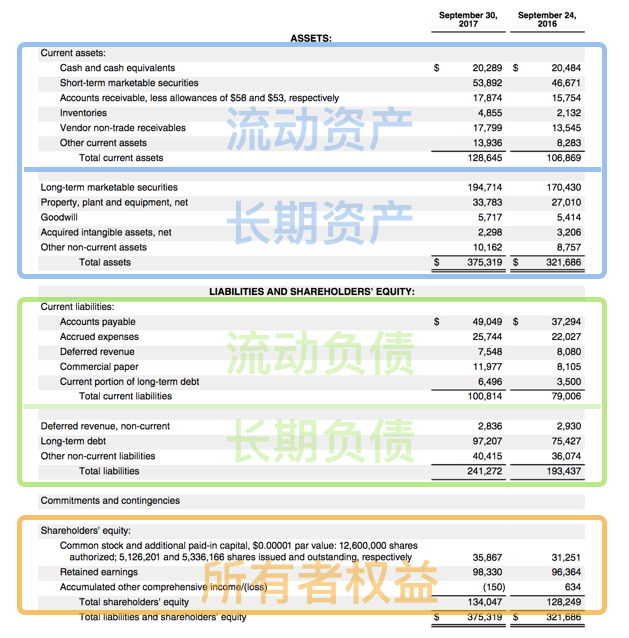 September 30, September 24,
2017 2016
ASSETS:
Current assets:
Cash and cash equivalents $ 20,289 $ 20,484
Short-term marketable securities 53,892 46,671
Accounts receivable, less allowances of $58 and $53, respectively 17,874 15,754
Inventories 4,855 2,132
流动资产
Vendor non-trade receivables 17,799 13,545
Other current assets 13,936 8,283
Total current assets 128,645 106,869
Long-term marketable securities 194,714 170,430
Property, plant and equipment, net 33,783 27,010
长期资产
Goodwill 5,717 5,414
Acquired intangible assets, net 2,298 3,206
Other non-current assets 10,162 8,757
Total assets $ 375,319 $ 321,686
LIABILITIES AND SHAREHOLDERS' EQUITY:
Current liabilities:
Accounts payable $ 49,049 $ 37,294
Accrued expenses 25,744 22,027
流动负债
Deferred revenue 7,548 8,080
Commercial paper 11,977 8,105
Current portion of long-term debt 6,496 3,500
Total current liabilities 100,814 79,006
Deferred revenue, non-current 2,836 2,930
Long-term debt 97,207 75,427
长期负债
Other non-current liabilities 40,415 36,074
Total liabilities 241,272 193,437
Commitments and contingencies
Shareholders' equity:
Common stock and additional paid-in capital, $0.00001 par value: 12,600,000 shares
authorized; 5,126,201 and 5,336,166 shares issued and outstanding, respectively 35,867 31,251
Retained earnings 98,330 96,364
所有者权益
Accumulated other comprehensive income/(loss) (150) 634
Total shareholders' equity 134,047 128,249
Total liabilities and shareholders' equity $ 375,319 $ 321,686